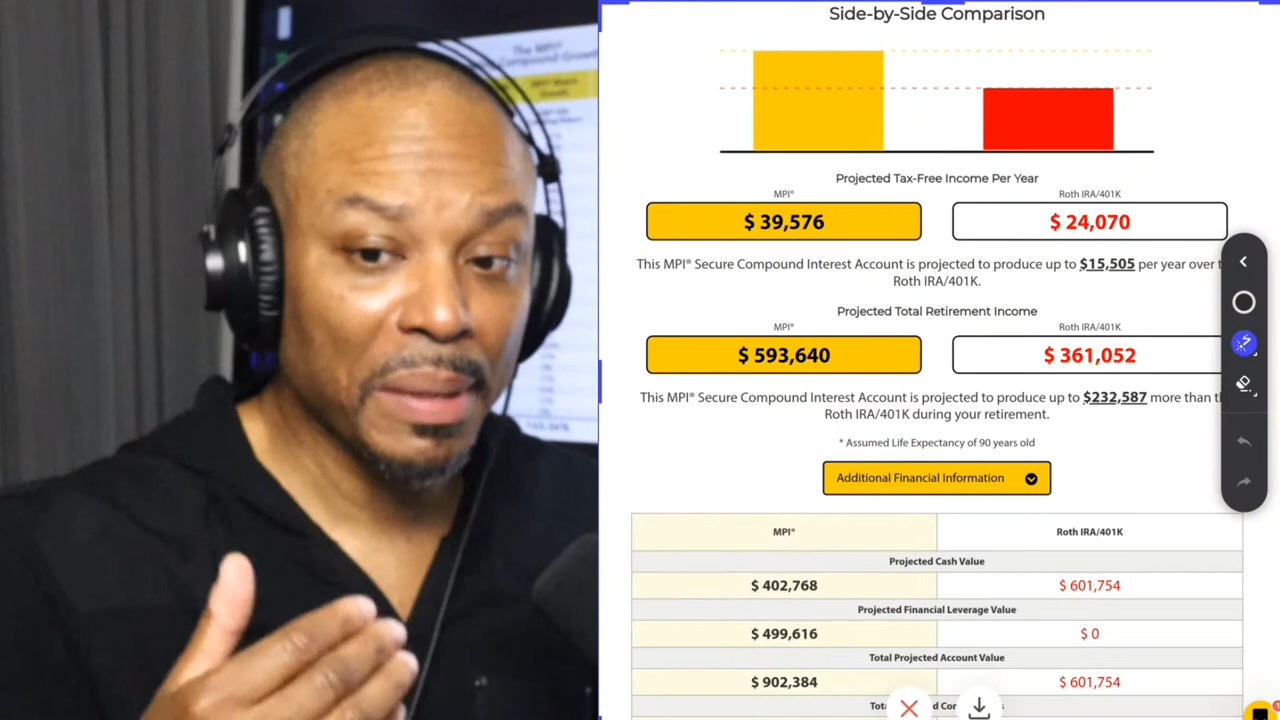 The MPI®
Compound Growth
Side-by-Side Comparison
Projected Tax-Free Income Per Year
MPI®
Roth IRA/401K
$ 39,576
$ 24,070
This MPI® Secure Compound Interest Account is projected to produce up to $15,505 per year over
Roth IRA/401K.
Projected Total Retirement Income
MPI®
Roth IRA/401K
$ 593,640
$ 361,052
This MPI® Secure Compound Interest Account is projected to produce up to $232,587 more than
Roth IRA/401K during your retirement.
* Assumed Life Expectancy of 90 years old
Additional Financial Information
MPI®
Roth IRA/401K
Projected Cash Value
$ 402,768
$ 601,754
Projected Financial Leverage Value
$ 499,616
$ 0
Total Projected Account Value
$ 902,384
$ 601,754